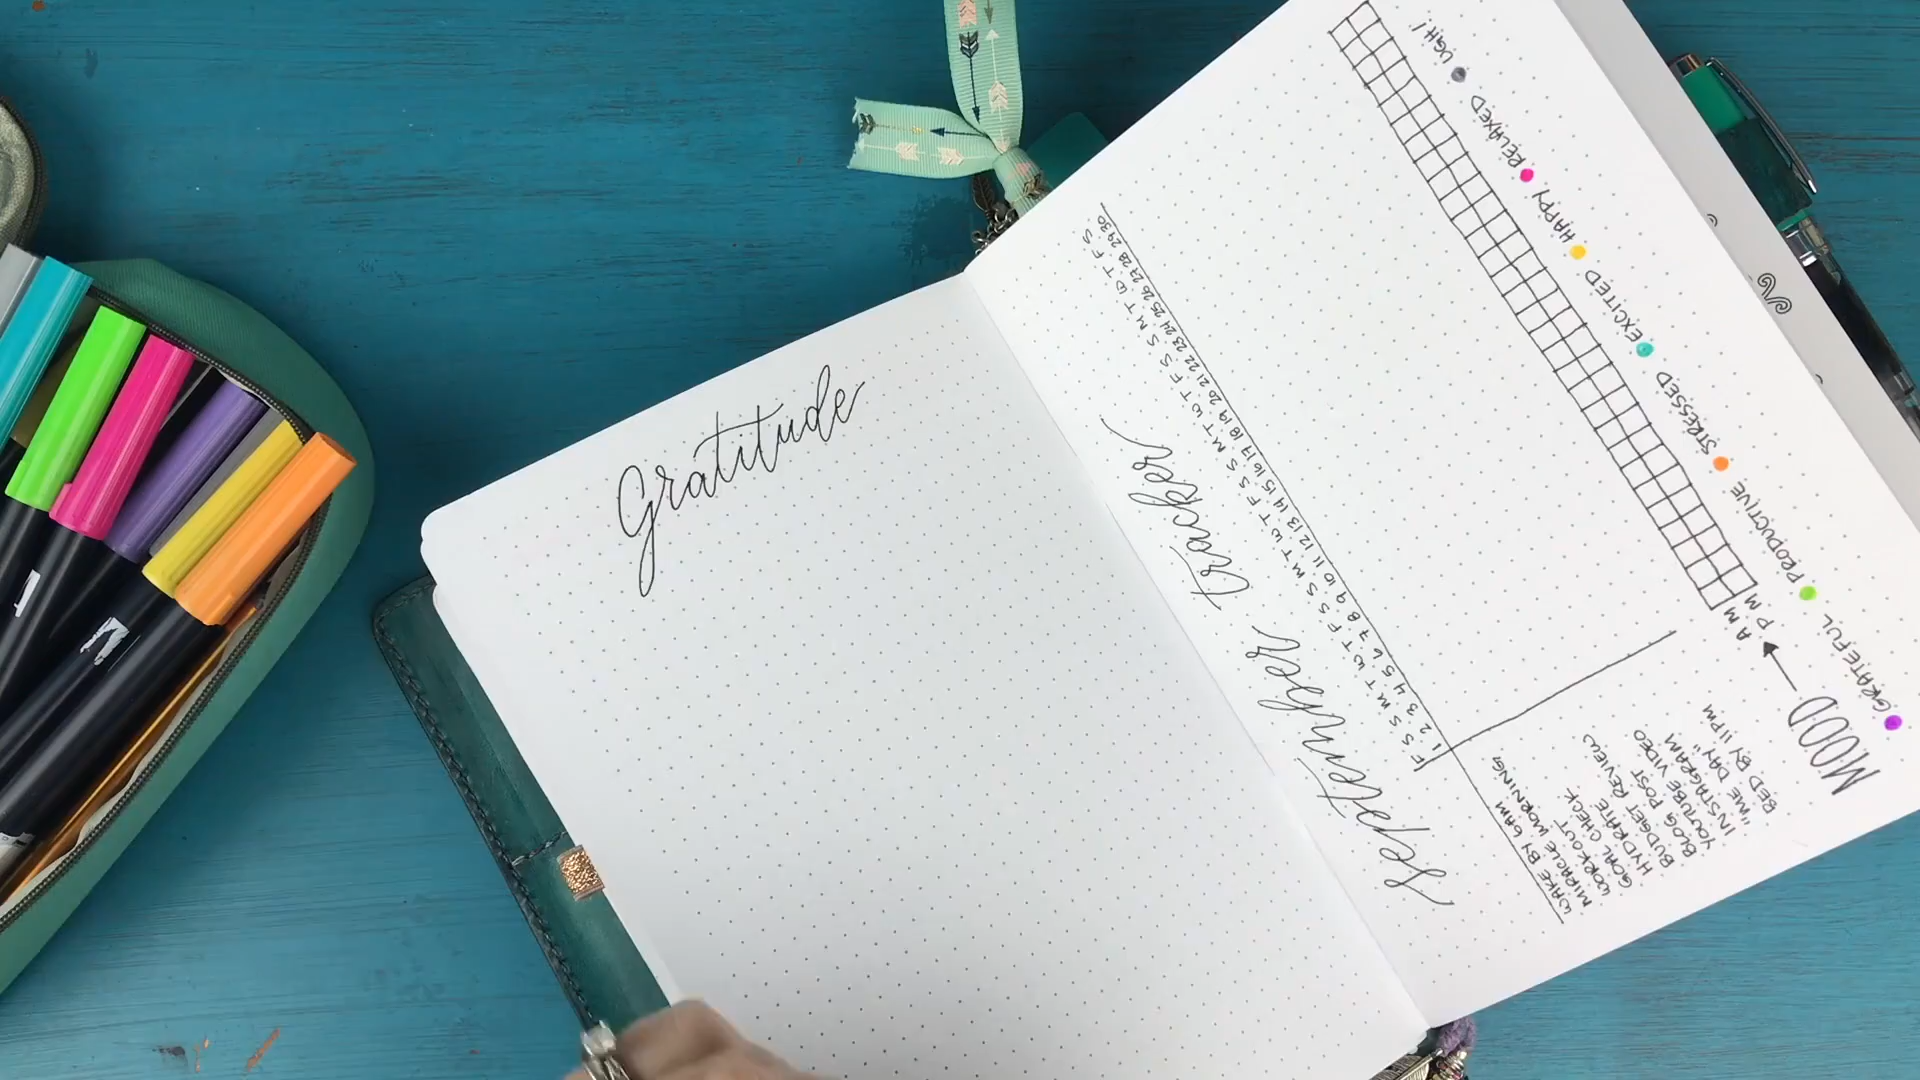 Gratitude
September tracker
F S S M T W T F S S M T W T F S S M T W T F S S M T W T F S
1 2 3 4 5 6 7 8 9 10 11 12 13 14 15 16 17 18 19 20 21 22 23 24 25 26 27 28 29 30
WAKE BY 6AM
MIRACLE MORNING
WORKOUT
GOAL CHECK
HYDRATE
BUDGET REVIEW
BLOG POST
YOUTUBE VIDEO
INSTAGRAM
"ME DAY"
BED BY 11PM
AM
PM
MOOD
GRATEFUL PRODUCTIVE STRESSED EXCITED HAPPY RELAXED UGH!